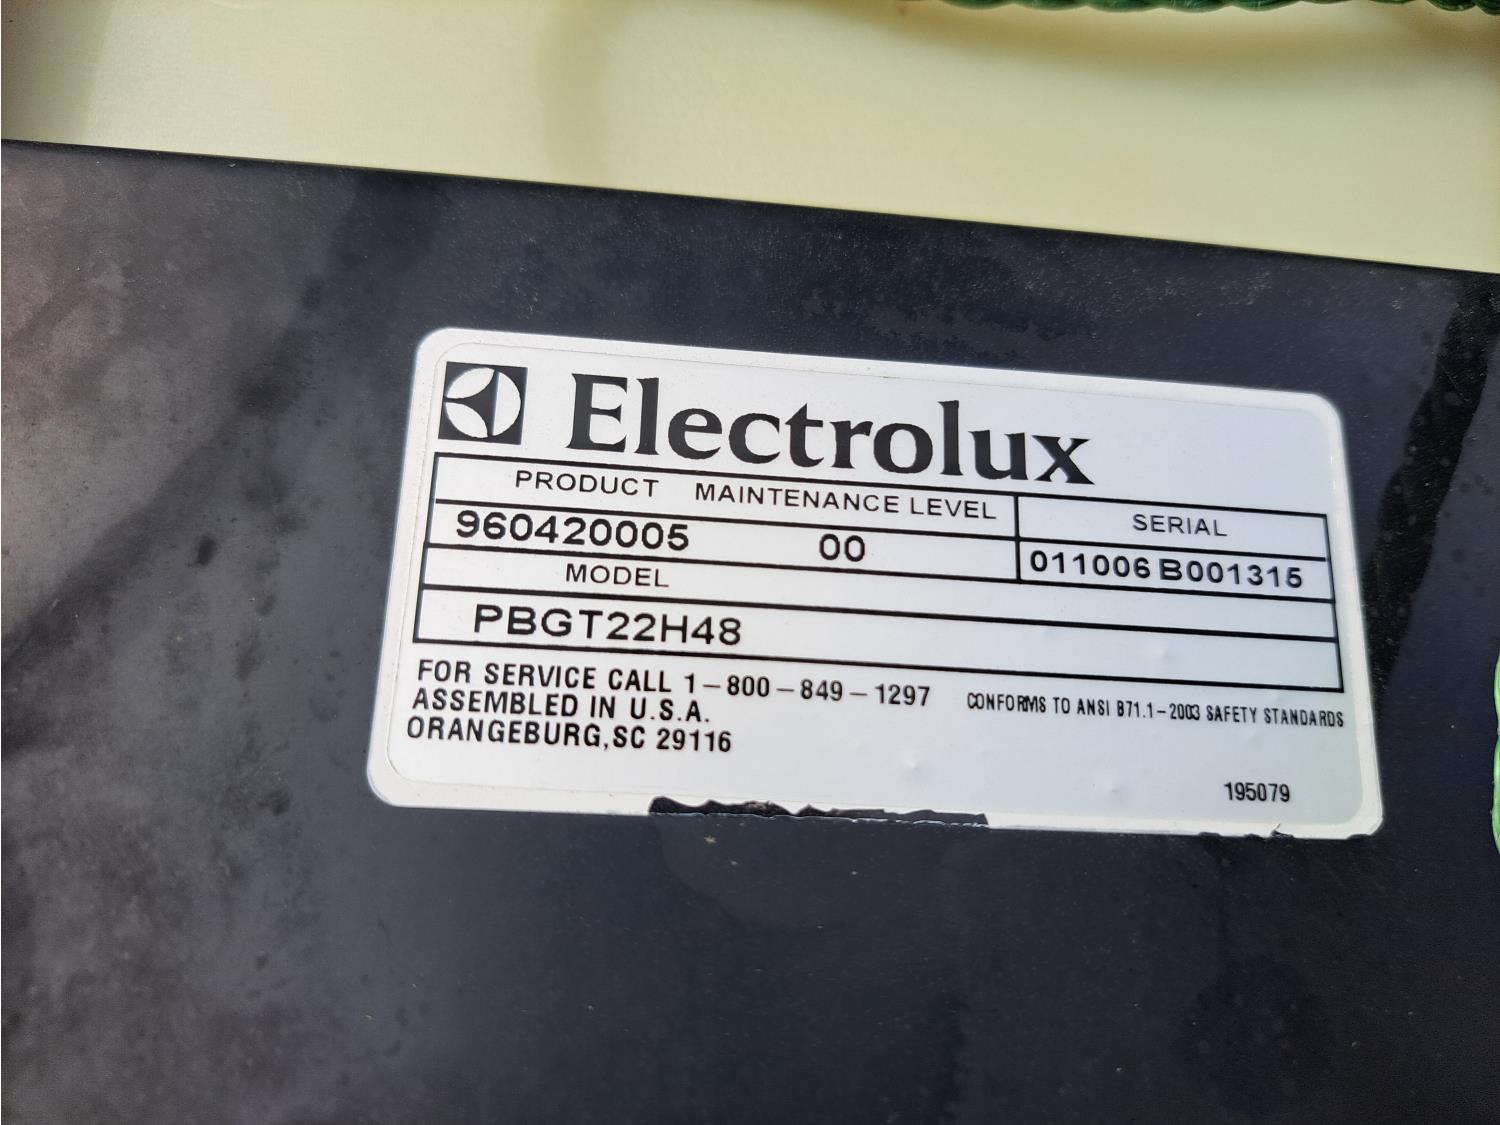 Electrolux
PRODUCT MAINTENANCE LEVEL SERIAL
960420005 00 011006 B001315
MODEL
PBGT22H48
FOR SERVICE CALL 1-800-849-1297 CONFORMS TO ANSI B71.1-2003 SAFETY STANDARDS
ASSEMBLED IN U.S.A.
ORANGEBURG,SC 29116
195079